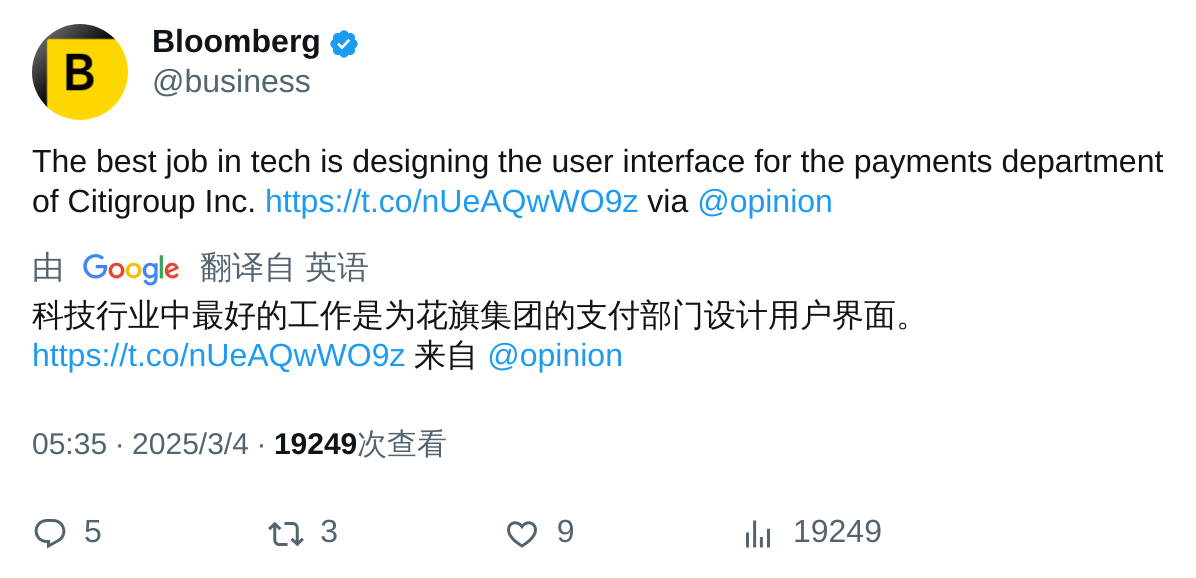 B
Bloomberg
@business
The best job in tech is designing the user interface for the payments department
of Citigroup Inc. https://t.co/nUeAQwWO9z via @opinion
由 Google 翻译自 英语
科技行业中最好的工作是为花旗集团的支付部门设计用户界面。
https://t.co/nUeAQwWO9z 来自 @opinion
05:35 · 2025/3/4 · 19249次查看
5 3 9 19249